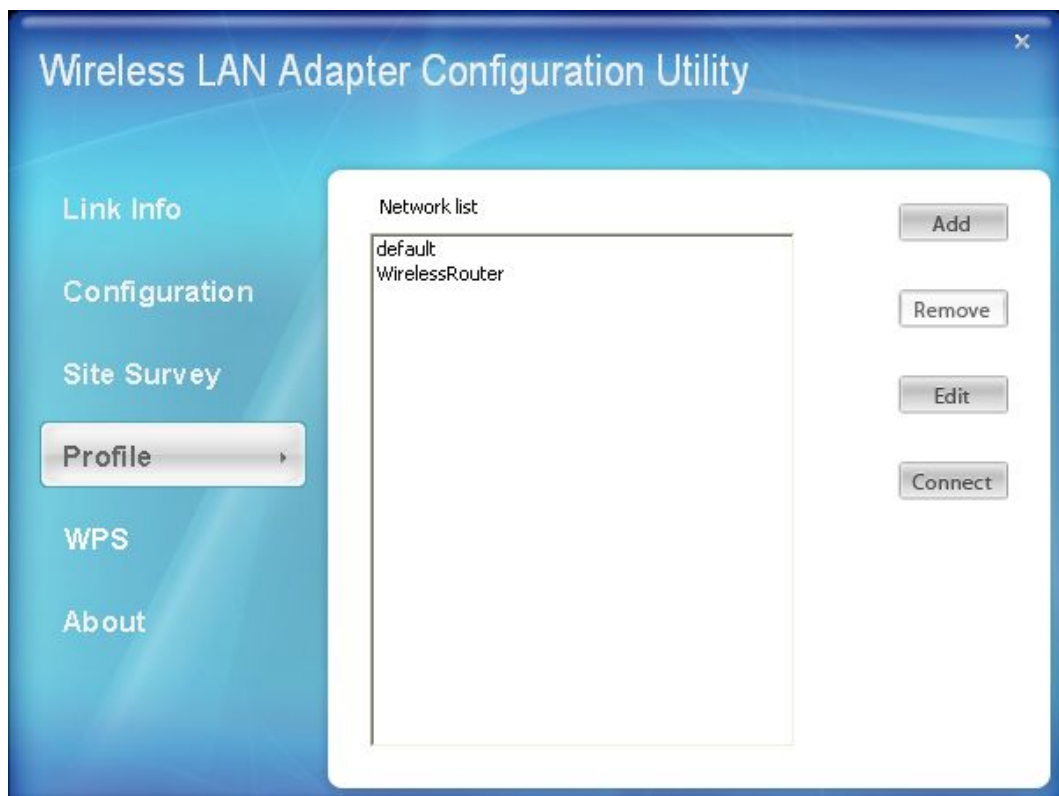 Wireless LAN Adapter Configuration Utility
Link Info
Configuration
Site Survey
Profile
WPS
About
Network list
default
WirelessRouter
Add
Remove
Edit
Connect